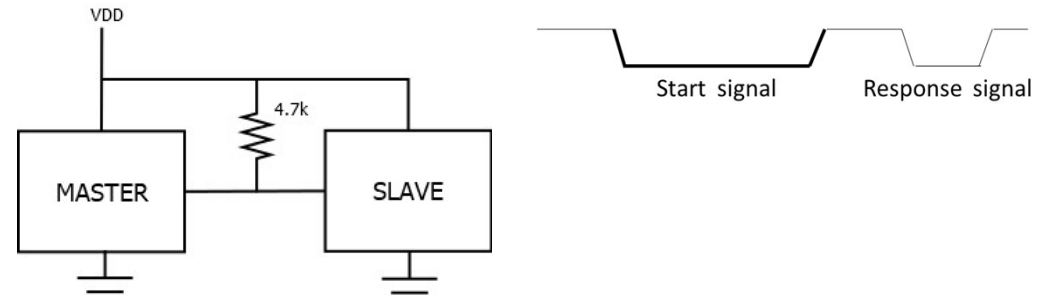 VDD
4.7k
MASTER
SLAVE
Start signal
Response signal